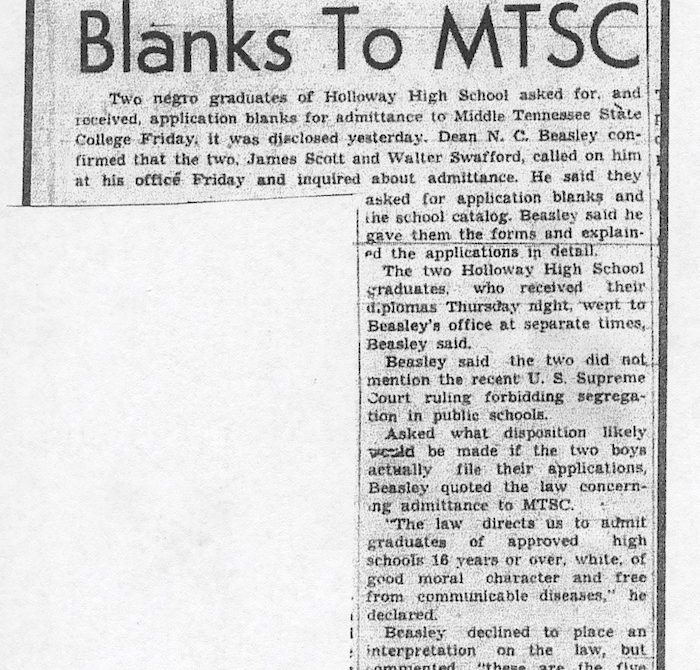 Blanks To MTSC
Two negro graduates of Holloway High School asked for, and
received, application blanks for admittance to Middle Tennessee State
College Friday, it was disclosed yesterday. Dean N. C. Beasley con-
firmed that the two, James Scott and Walter Swafford, called on him
at his office Friday and inquired about admittance. He said they
asked for application blanks and
the school catalog. Beasley said he
gave them the forms and explain-
ed the applications in detail.
The two Holloway High School
graduates, who received their
diplomas Thursday night, went to
Beasley's office at separate times,
Beasley said.
Beasley said the two did not
mention the recent U. S. Supreme
Court ruling forbidding segrega-
tion in public schools.
Asked what disposition likely
would be made if the two boys
actually file their applications,
Beasley quoted the law concern-
ing admittance to MTSC.
"The law directs us to admit
graduates of approved high
schools 16 years or over, white, of
good moral character and free
from communicable diseases," he
declared.
Beasley declined to place an
interpretation on the law, but
commented, "these are the five